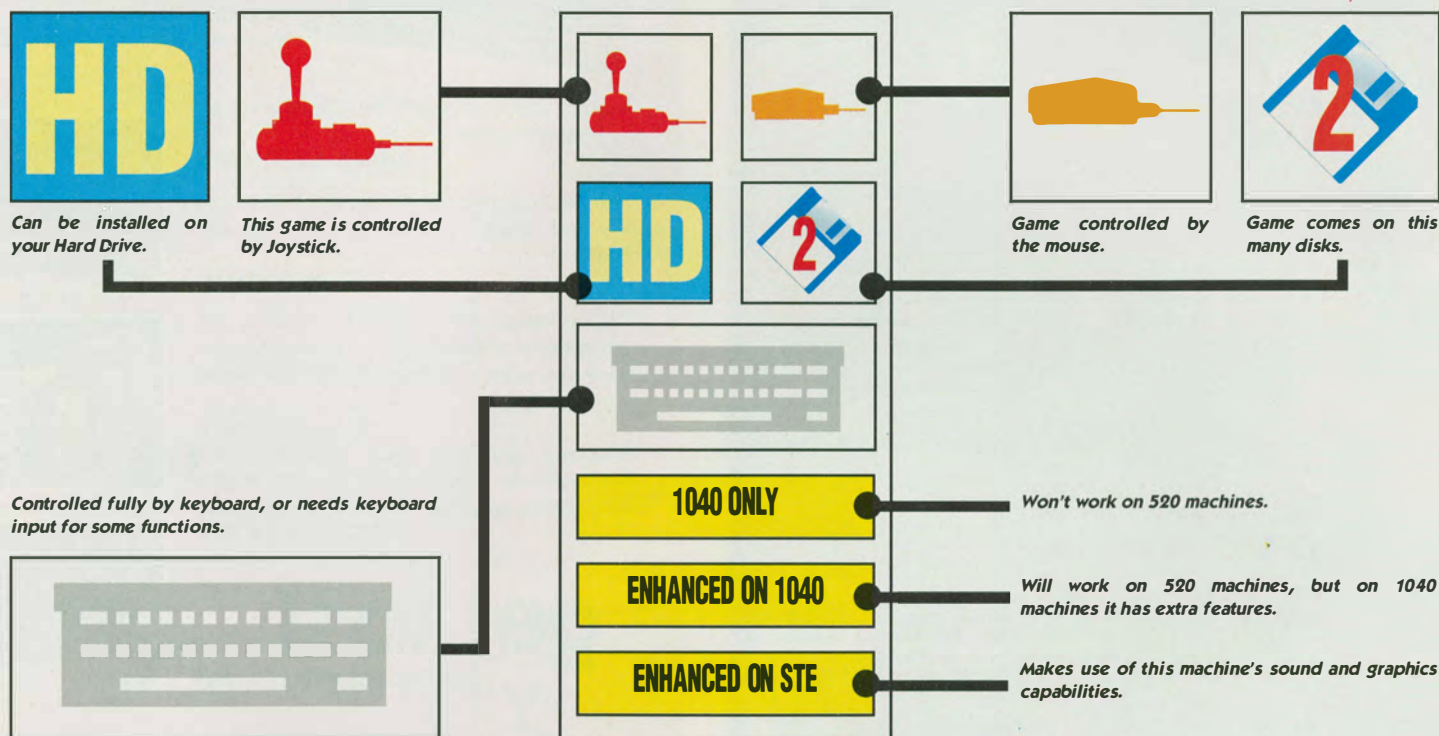 HD
2
HD
2
Can be installed on
your Hard Drive.
This game is controlled
by Joystick.
Game controlled by
the mouse.
Game comes on this
many disks.
Controlled fully by keyboard, or needs keyboard
input for some functions.
1040 ONLY
Won't work on 520 machines.
ENHANCED ON 1040
Will work on 520 machines, but on 1040
machines it has extra features.
ENHANCED ON STE
Makes use of this machine's sound and graphics
capabilities.